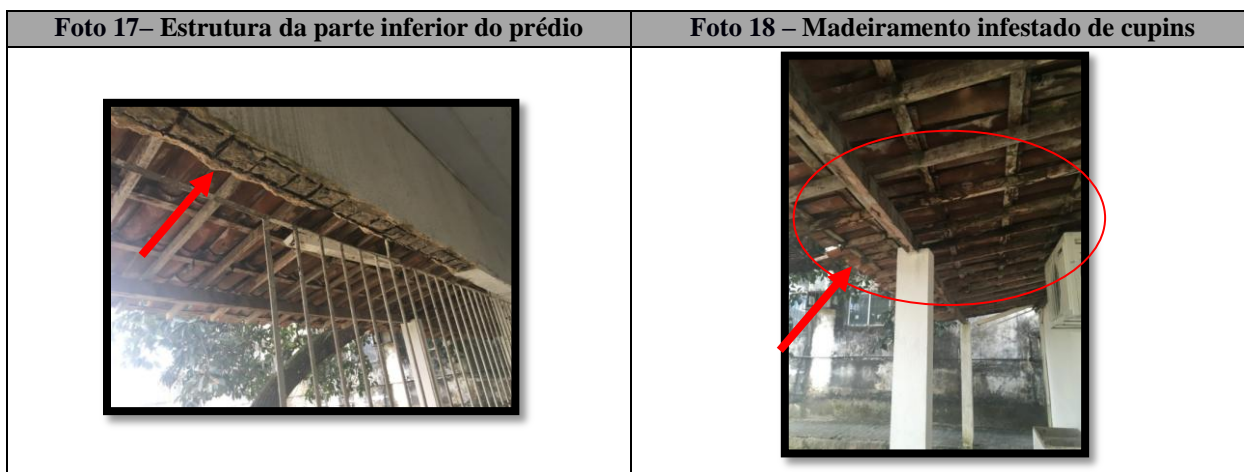 Foto 17– Estrutura da parte inferior do prédio
Foto 18 – Madeiramento infestado de cupins